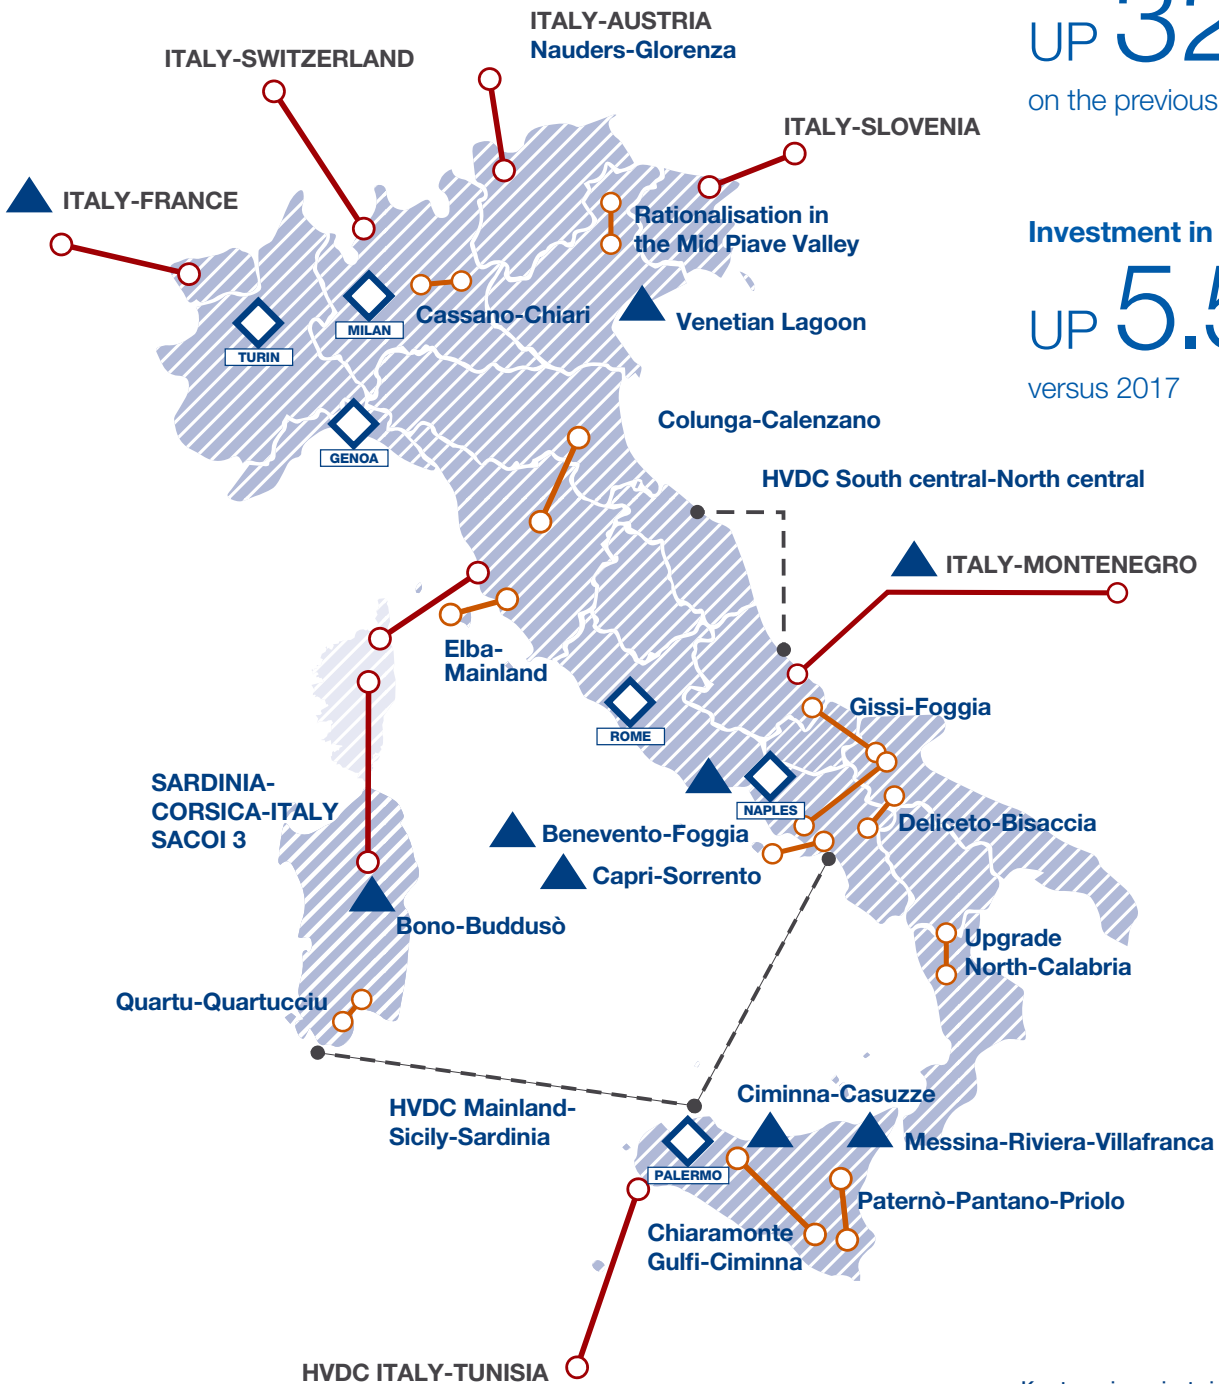 ITALY-AUSTRIA
Nauders-Glorenza
UP 32
on the previous
ITALY-SWITZERLAND
ITALY-SLOVENIA
ITALY-FRANCE
Rationalisation in
the Mid Piave Valley
Investment in
UP 5.5
versus 2017
MILAN
Cassano-Chiari
Venetian Lagoon
TURIN
Colunga-Calenzano
GENOA
HVDC South central-North central
ITALY-MONTENEGRO
Elba-
Mainland
Gissi-Foggia
ROME
SARDINIA-
CORSICA-ITALY
SACOI 3
NAPLES
Benevento-Foggia
Deliceto-Bisaccia
Capri-Sorrento
Bono-Buddusò
Upgrade
North-Calabria
Quartu-Quartucciu
HVDC Mainland-
Sicily-Sardinia
Ciminna-Casuzze
Messina-Riviera-Villafranca
PALERMO
Paternò-Pantano-Priolo
Chiaramonte
Gulfi-Ciminna
HVDC ITALY-TUNISIA